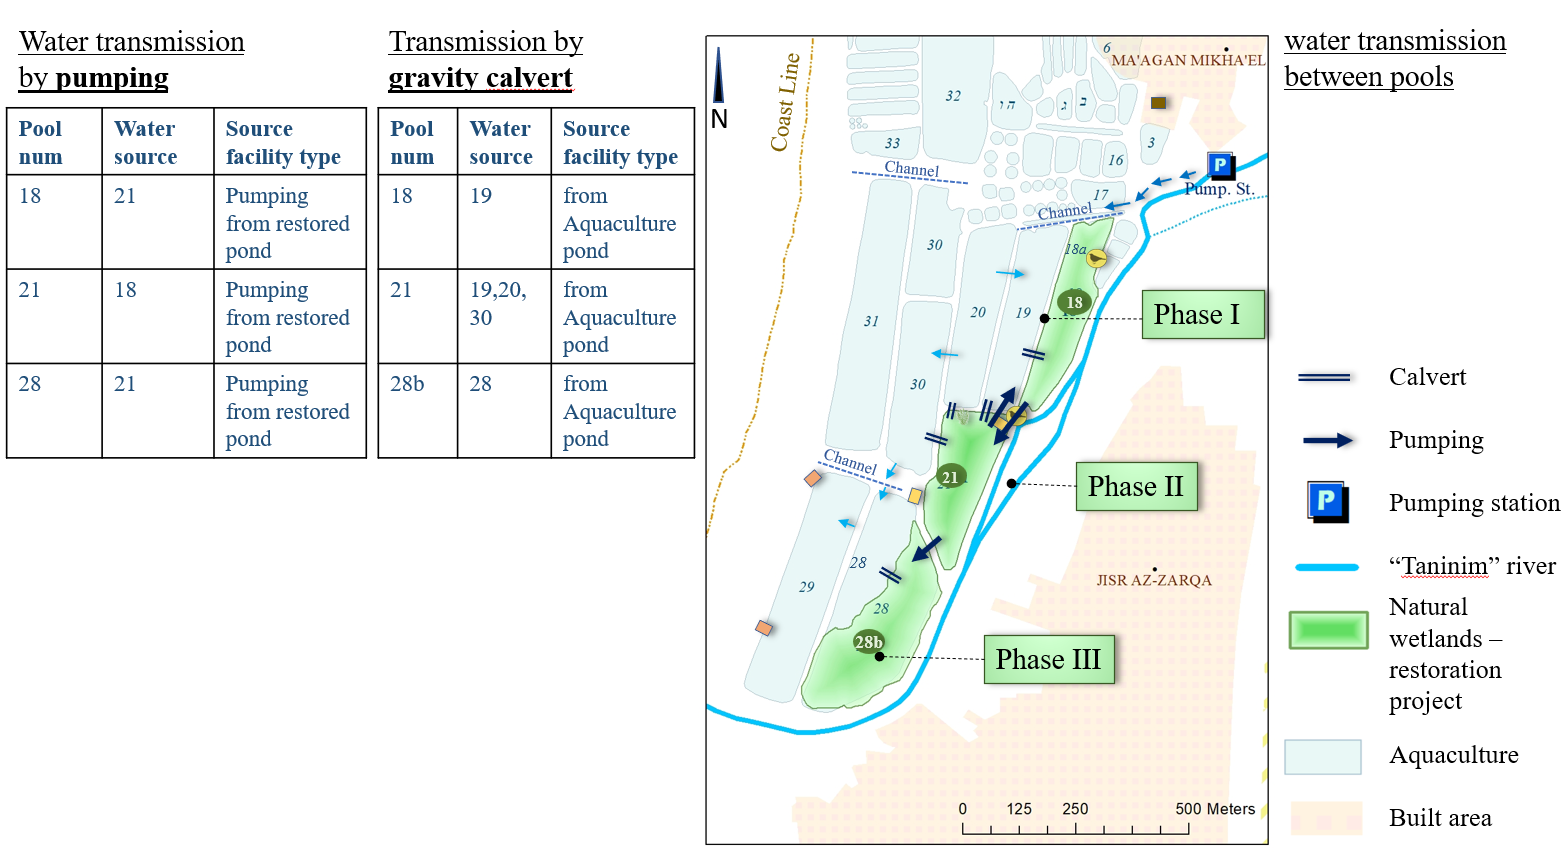 Water transmission
by pumping
Pool num
Water source
Source facility type
18
21
Pumping from restored pond
21
18
Pumping from restored pond
28
21
Pumping from restored pond
Transmission by
gravity calvert
Pool num
Water source
Source facility type
18
19
from Aquaculture pond
21
19,20, 30
from Aquaculture pond
28b
28
from Aquaculture pond
N
Coast Line
6
MA'AGAN MIKHA'EL
32
ג
ב
33
3
16
Channel
17
P
Pump. St.
Channel
18a
30
18
Phase I
31
20
19
30
Channel
21
Phase II
28
29
28
JISR AZ-ZARQA
28b
Phase III
0 125 250 500 Meters
water transmission
between pools
Calvert
Pumping
P
Pumping station
“Taninim” river
Natural
wetlands –
restoration
project
Aquaculture
Built area